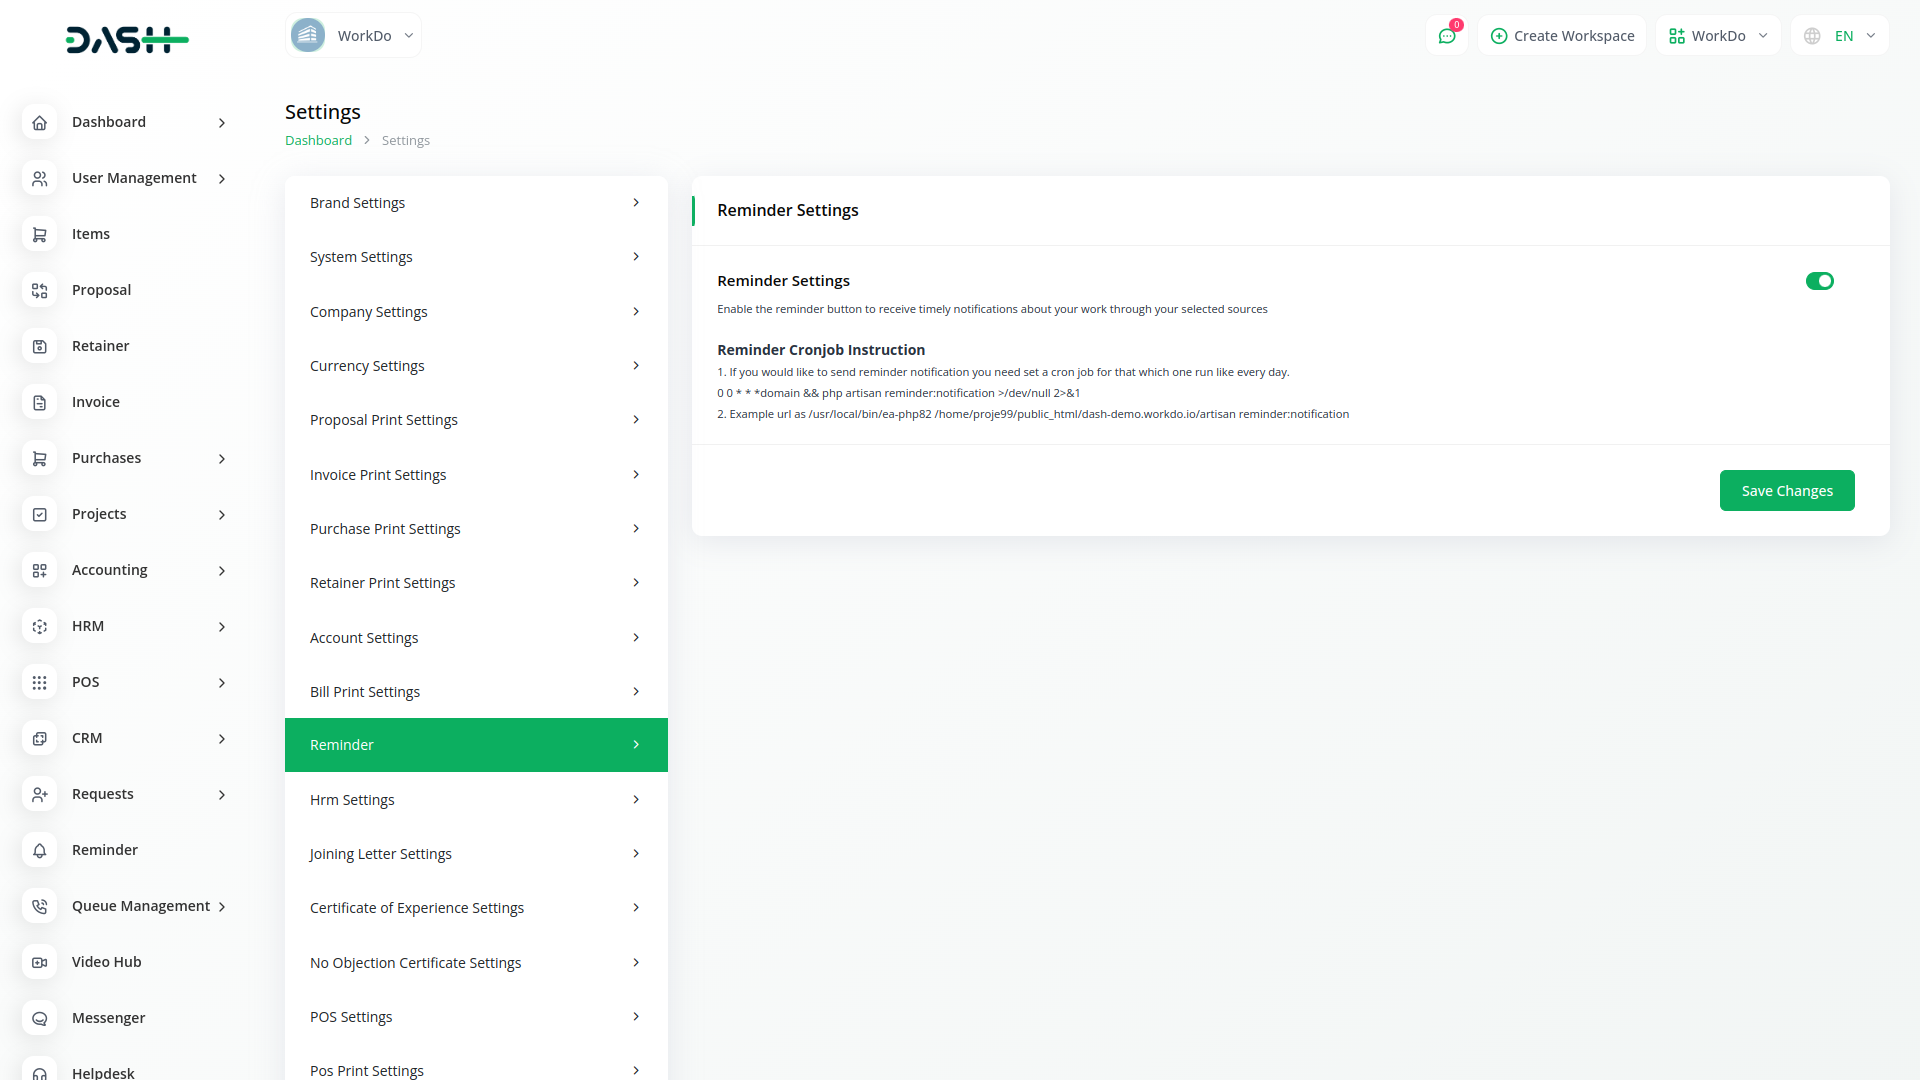 DASH
WorkDo
0
Create Workspace
WorkDo
EN
Dashboard
User Management
Items
Proposal
Retainer
Invoice
Purchases
Projects
Accounting
HRM
POS
CRM
Requests
Reminder
Queue Management
Video Hub
Messenger
Helpdesk
Settings
Dashboard > Settings
Brand Settings
System Settings
Company Settings
Currency Settings
Proposal Print Settings
Invoice Print Settings
Purchase Print Settings
Retainer Print Settings
Account Settings
Bill Print Settings
Reminder
Hrm Settings
Joining Letter Settings
Certificate of Experience Settings
No Objection Certificate Settings
POS Settings
Pos Print Settings
Reminder Settings
Reminder Settings
Enable the reminder button to receive timely notifications about your work through your selected sources
Reminder Cronjob Instruction
1. If you would like to send reminder notification you need set a cron job for that which one run like every day.
0 0 * * *domain && php artisan reminder:notification >/dev/null 2>&1
2. Example url as /usr/local/bin/ea-php82 /home/proje99/public_html/dash-demo.workdo.io/artisan reminder:notification
Save Changes